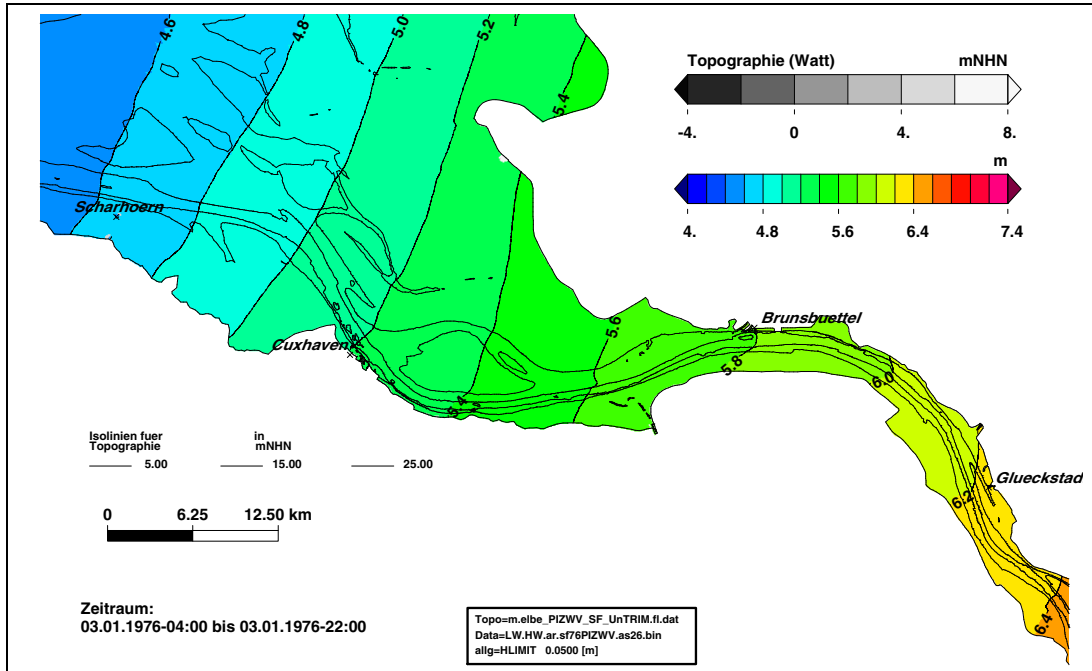 4.6
4.8
5.0
5.2
5.4
Topographie (Watt) mNHN
-4. 0 4. 8.
m
4. 4.8 5.6 6.4 7.4
Scharhoern
Cuxhaven
5.4
5.6
Brunsbuettel
5.8
6.0
Glueckstad
6.2
6.4
Isolinien fuer in
Topographie mNHN
5.00 15.00 25.00
0 6.25 12.50 km
Zeitraum:
03.01.1976-04:00 bis 03.01.1976-22:00
Topo=m.elbe_PIZWV_SF_UnTRIM.fl.dat
Data=LW.HW.ar.sf76PIZWV.as26.bin
allg=HLIMIT 0.0500 [m]